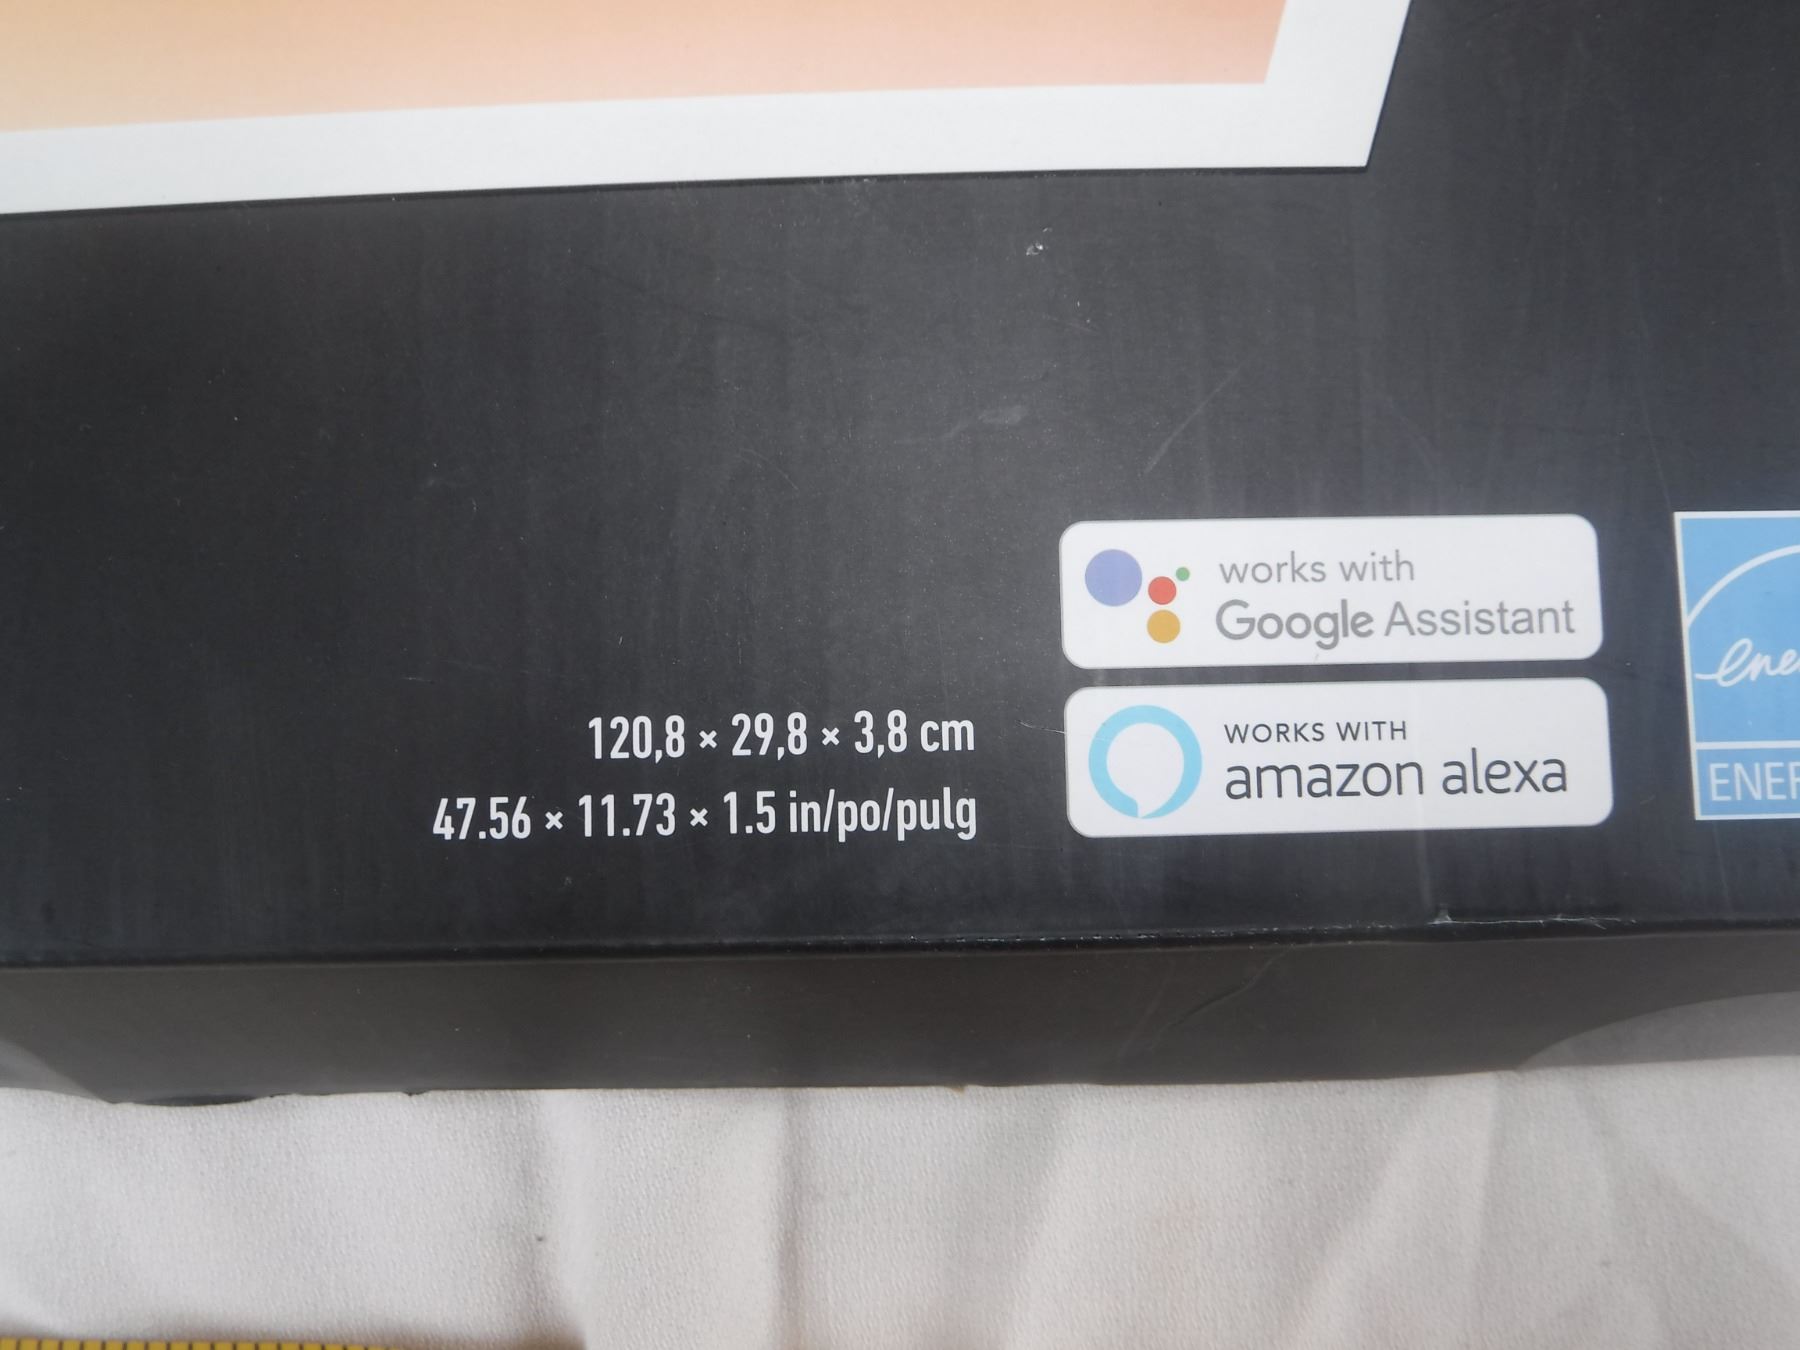 works with
Google Assistant
120,8 × 29,8 × 3,8 cm
47.56 × 11.73 × 1.5 in/po/pulg
WORKS WITH
amazon alexa